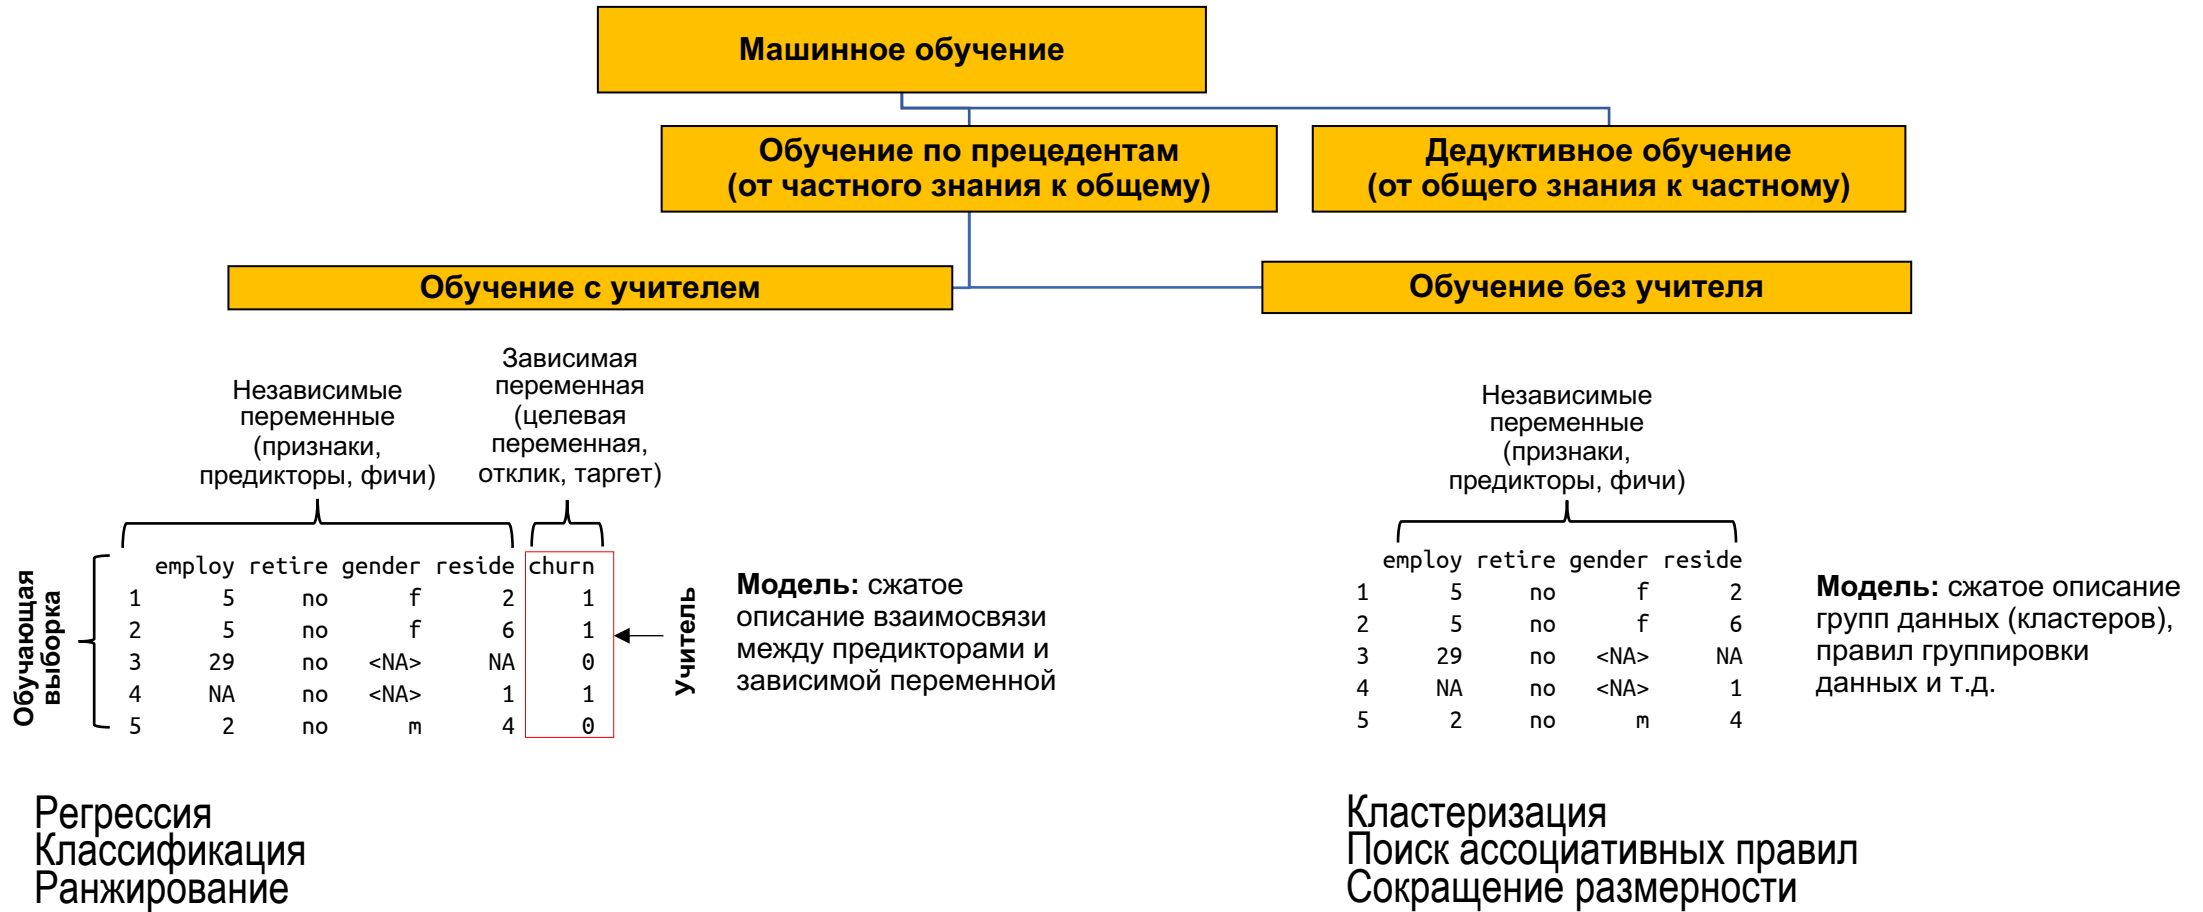 Машинное обучение
Обучение по прецедентам
(от частного знания к общему)
Дедуктивное обучение
(от общего знания к частному)
Обучение с учителем
Обучение без учителя
Независимые
переменные
(признаки,
предикторы, фичи)
Зависимая
переменная
(целевая
переменная,
отклик, таргет)
Обучающая
выборка
employ retire gender reside churn
1 5 no f 2 1
2 5 no f 6 1
3 29 no <NA> NA 0
4 NA no <NA> 1 1
5 2 no m 4 0
Учитель
Модель: сжатое
описание взаимосвязи
между предикторами и
зависимой переменной
Регрессия
Классификация
Ранжирование
Независимые
переменные
(признаки,
предикторы, фичи)
employ retire gender reside
1 5 no f 2
2 5 no f 6
3 29 no <NA> NA
4 NA no <NA> 1
5 2 no m 4
Модель: сжатое описание
групп данных (кластеров),
правил группировки
данных и т.д.
Кластеризация
Поиск ассоциативных правил
Сокращение размерности